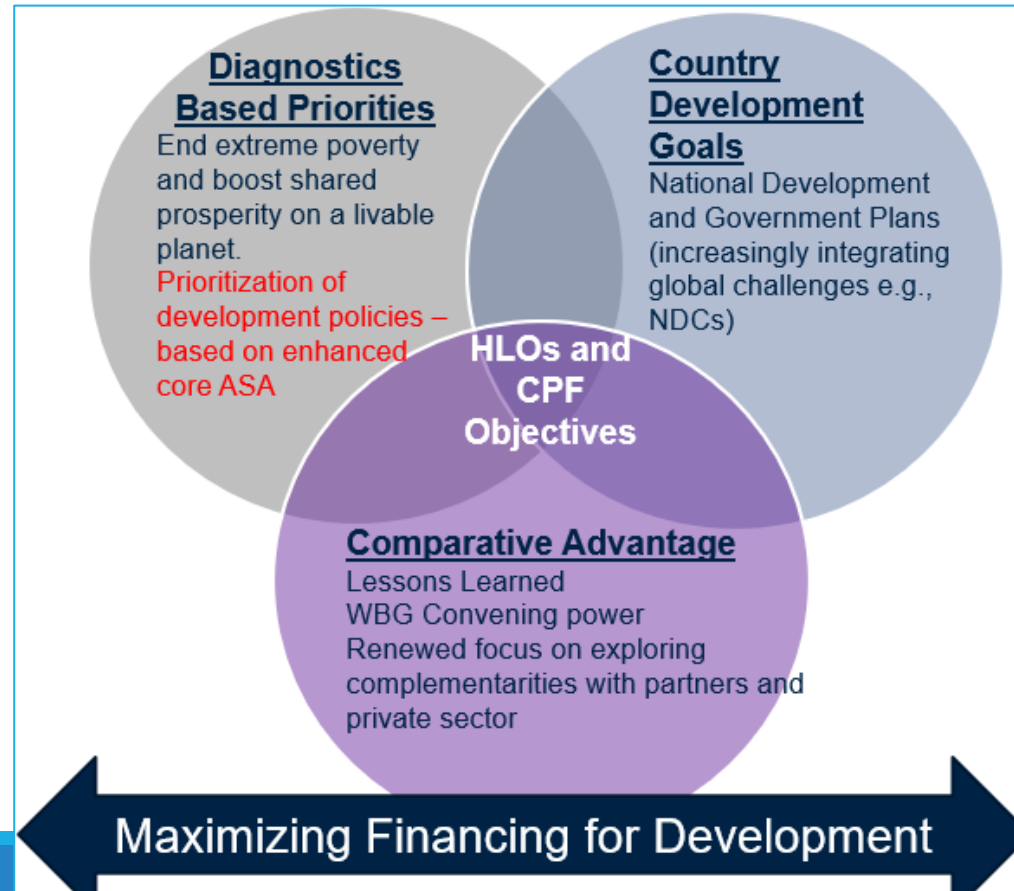 Diagnostics
Based Priorities
End extreme poverty
and boost shared
prosperity on a livable
planet.
Prioritization of
development policies –
based on enhanced
core ASA
Country
Development
Goals
National Development
and Government Plans
(increasingly integrating
global challenges e.g.,
NDCs)
HLOs and
CPF
Objectives
Comparative Advantage
Lessons Learned
WBG Convening power
Renewed focus on exploring
complementarities with partners and
private sector
Maximizing Financing for Development